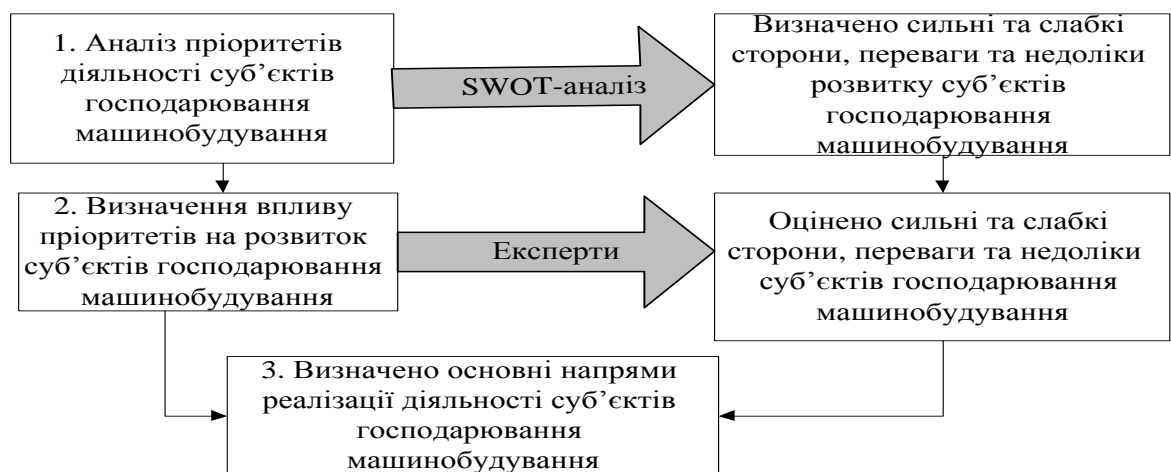 1. Аналіз пріоритетів
діяльності суб’єктів
господарювання
машинобудування
SWOT-аналіз
Визначено сильні та слабкі
сторони, переваги та недоліки
розвитку суб’єктів
господарювання
машинобудування
2. Визначення впливу
пріоритетів на розвиток
суб’єктів господарювання
машинобудування
Експерти
Оцінено сильні та слабкі
сторони, переваги та недоліки
суб’єктів господарювання
машинобудування
3. Визначено основні напрями
реалізації діяльності суб’єктів
господарювання
машинобудування